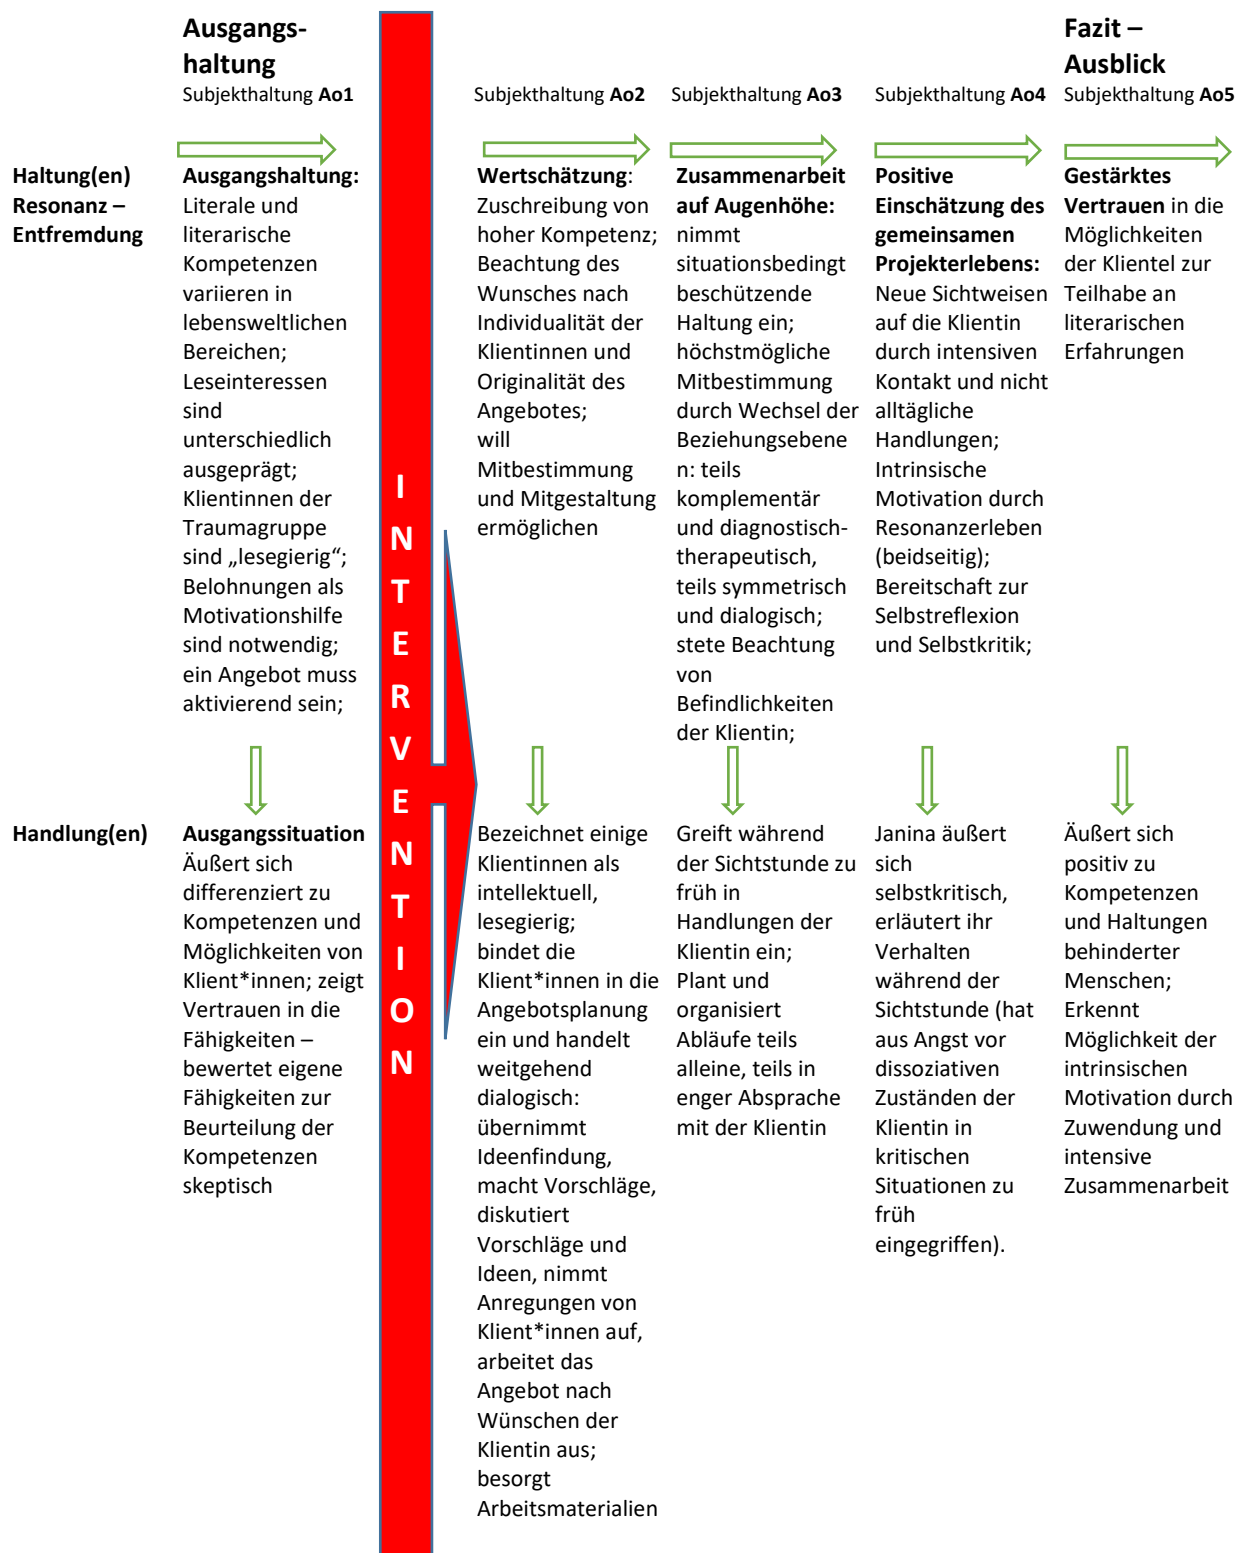 Ausgangs-
haltung
Subjekthaltung Ao1
Subjekthaltung Ao2
Subjekthaltung Ao3
Subjekthaltung Ao4
Fazit –
Ausblick
Subjekthaltung Ao5
Haltung(en)
Resonanz –
Entfremdung
Ausgangshaltung:
Literale und
literarische
Kompetenzen
variieren in
lebensweltlichen
Bereichen;
Leseinteressen
sind
unterschiedlich
ausgeprägt;
Klientinnen der
Traumagruppe
sind „lesegierig“;
Belohnungen als
Motivationshilfe
sind notwendig;
ein Angebot muss
aktivierend sein;
I
N
T
E
R
V
E
N
T
I
O
N
Wertschätzung:
Zuschreibung von
hoher Kompetenz;
Beachtung des
Wunsches nach
Individualität der
Klientinnen und
Originalität des
Angebotes;
will
Mitbestimmung
und Mitgestaltung
ermöglichen
Zusammenarbeit
auf Augenhöhe:
nimmt
situationsbedingt
beschützende
Haltung ein;
höchstmögliche
Mitbestimmung
durch Wechsel der
Beziehungsebene
n: teils
komplementär
und diagnostisch-
therapeutisch,
teils symmetrisch
und dialogisch;
stete Beachtung
von
Befindlichkeiten
der Klientin;
Positive
Einschätzung des
gemeinsamen
Projekterlebens:
Neue Sichtweisen
auf die Klientin
durch intensiven
Kontakt und nicht
alltägliche
Handlungen;
Intrinsische
Motivation durch
Resonanzerleben
(beidseitig);
Bereitschaft zur
Selbstreflexion
und Selbstkritik;
Gestärktes
Vertrauen in die
Möglichkeiten
der Klientel zur
Teilhabe an
literarischen
Erfahrungen
Handlung(en)
Ausgangssituation
Äußert sich
differenziert zu
Kompetenzen und
Möglichkeiten von
Klient*innen; zeigt
Vertrauen in die
Fähigkeiten –
bewertet eigene
Fähigkeiten zur
Beurteilung der
Kompetenzen
skeptisch
Bezeichnet einige
Klientinnen als
intellektuell,
lesegierig;
bindet die
Klient*innen in die
Angebotsplanung
ein und handelt
weitgehend
dialogisch:
übernimmt
Ideenfindung,
macht Vorschläge,
diskutiert
Vorschläge und
Ideen, nimmt
Anregungen von
Klient*innen auf,
arbeitet das
Angebot nach
Wünschen der
Klientin aus;
besorgt
Arbeitsmaterialien
Greift während
der Sichtstunde zu
früh in
Handlungen der
Klientin ein;
Plant und
organisiert
Abläufe teils
alleine, teils in
enger Absprache
mit der Klientin
Janina äußert
sich
selbstkritisch,
erläutert ihr
Verhalten
während der
Sichtstunde (hat
aus Angst vor
dissoziativen
Zuständen der
Klientin in
kritischen
Situationen zu
früh
eingegriffen).
Äußert sich
positiv zu
Kompetenzen
und Haltungen
behinderter
Menschen;
Erkennt
Möglichkeit der
intrinsischen
Motivation durch
Zuwendung und
intensive
Zusammenarbeit